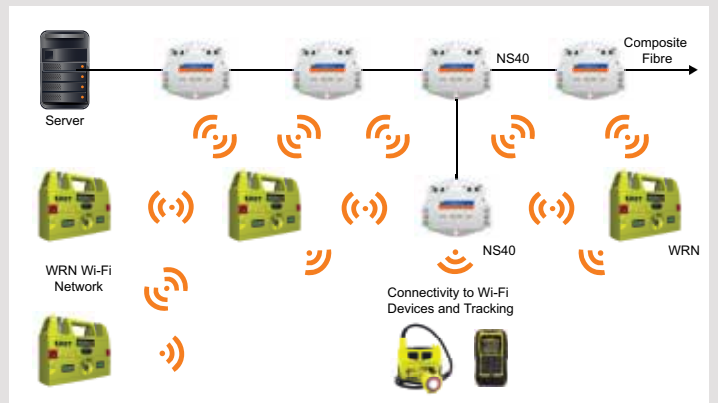 NS40
Composite
Fibre
Server
WRN Wi-Fi
Network
NS40
WRN
Connectivity to Wi-Fi
Devices and Tracking